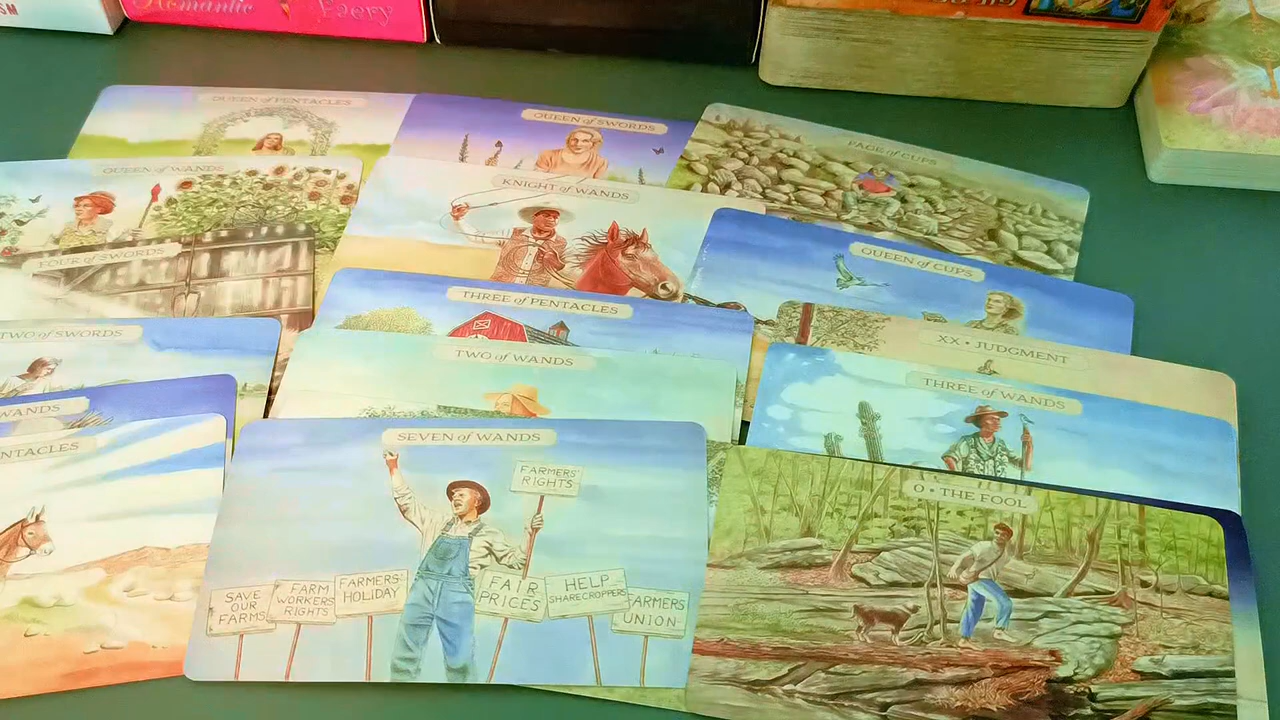 SM
Romantic Faery
QUEEN of PENTACLES
QUEEN of SWORDS
PAGE of CUPS
QUEEN of WANDS
KNIGHT of WANDS
FOUR of SWORDS
QUEEN of CUPS
THREE of PENTACLES
TWO of SWORDS
XX • JUDGMENT
TWO of WANDS
THREE of WANDS
WANDS
NTACLES
SEVEN of WANDS
FARMERS'
RIGHTS
O • THE FOOL
SAVE
OUR
FARMS
FARM
WORKERS
RIGHTS
FARMERS'
HOLIDAY
FAIR
PRICES
HELP
SHARECROPPERS
FARMERS
UNION